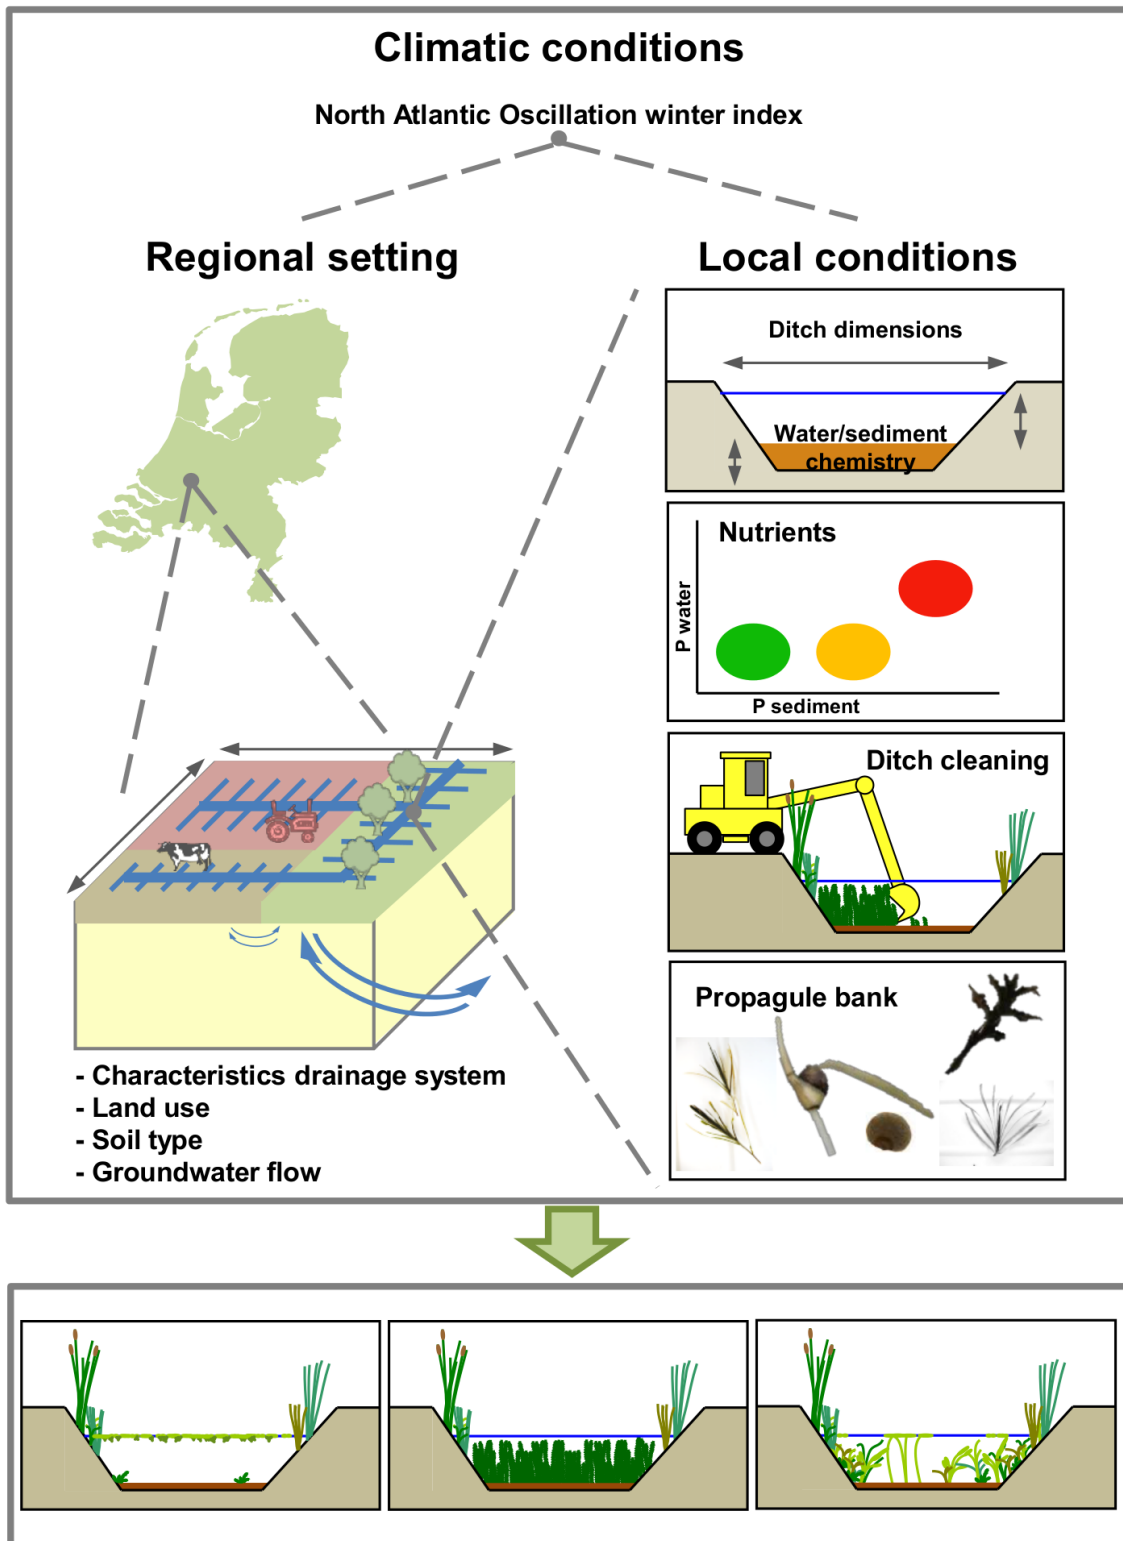 Climatic conditions
North Atlantic Oscillation winter index
Regional setting
Local conditions
Ditch dimensions
Water/sediment
chemistry
Nutrients
P water
P sediment
Ditch cleaning
Propagule bank
- Characteristics drainage system
- Land use
- Soil type
- Groundwater flow